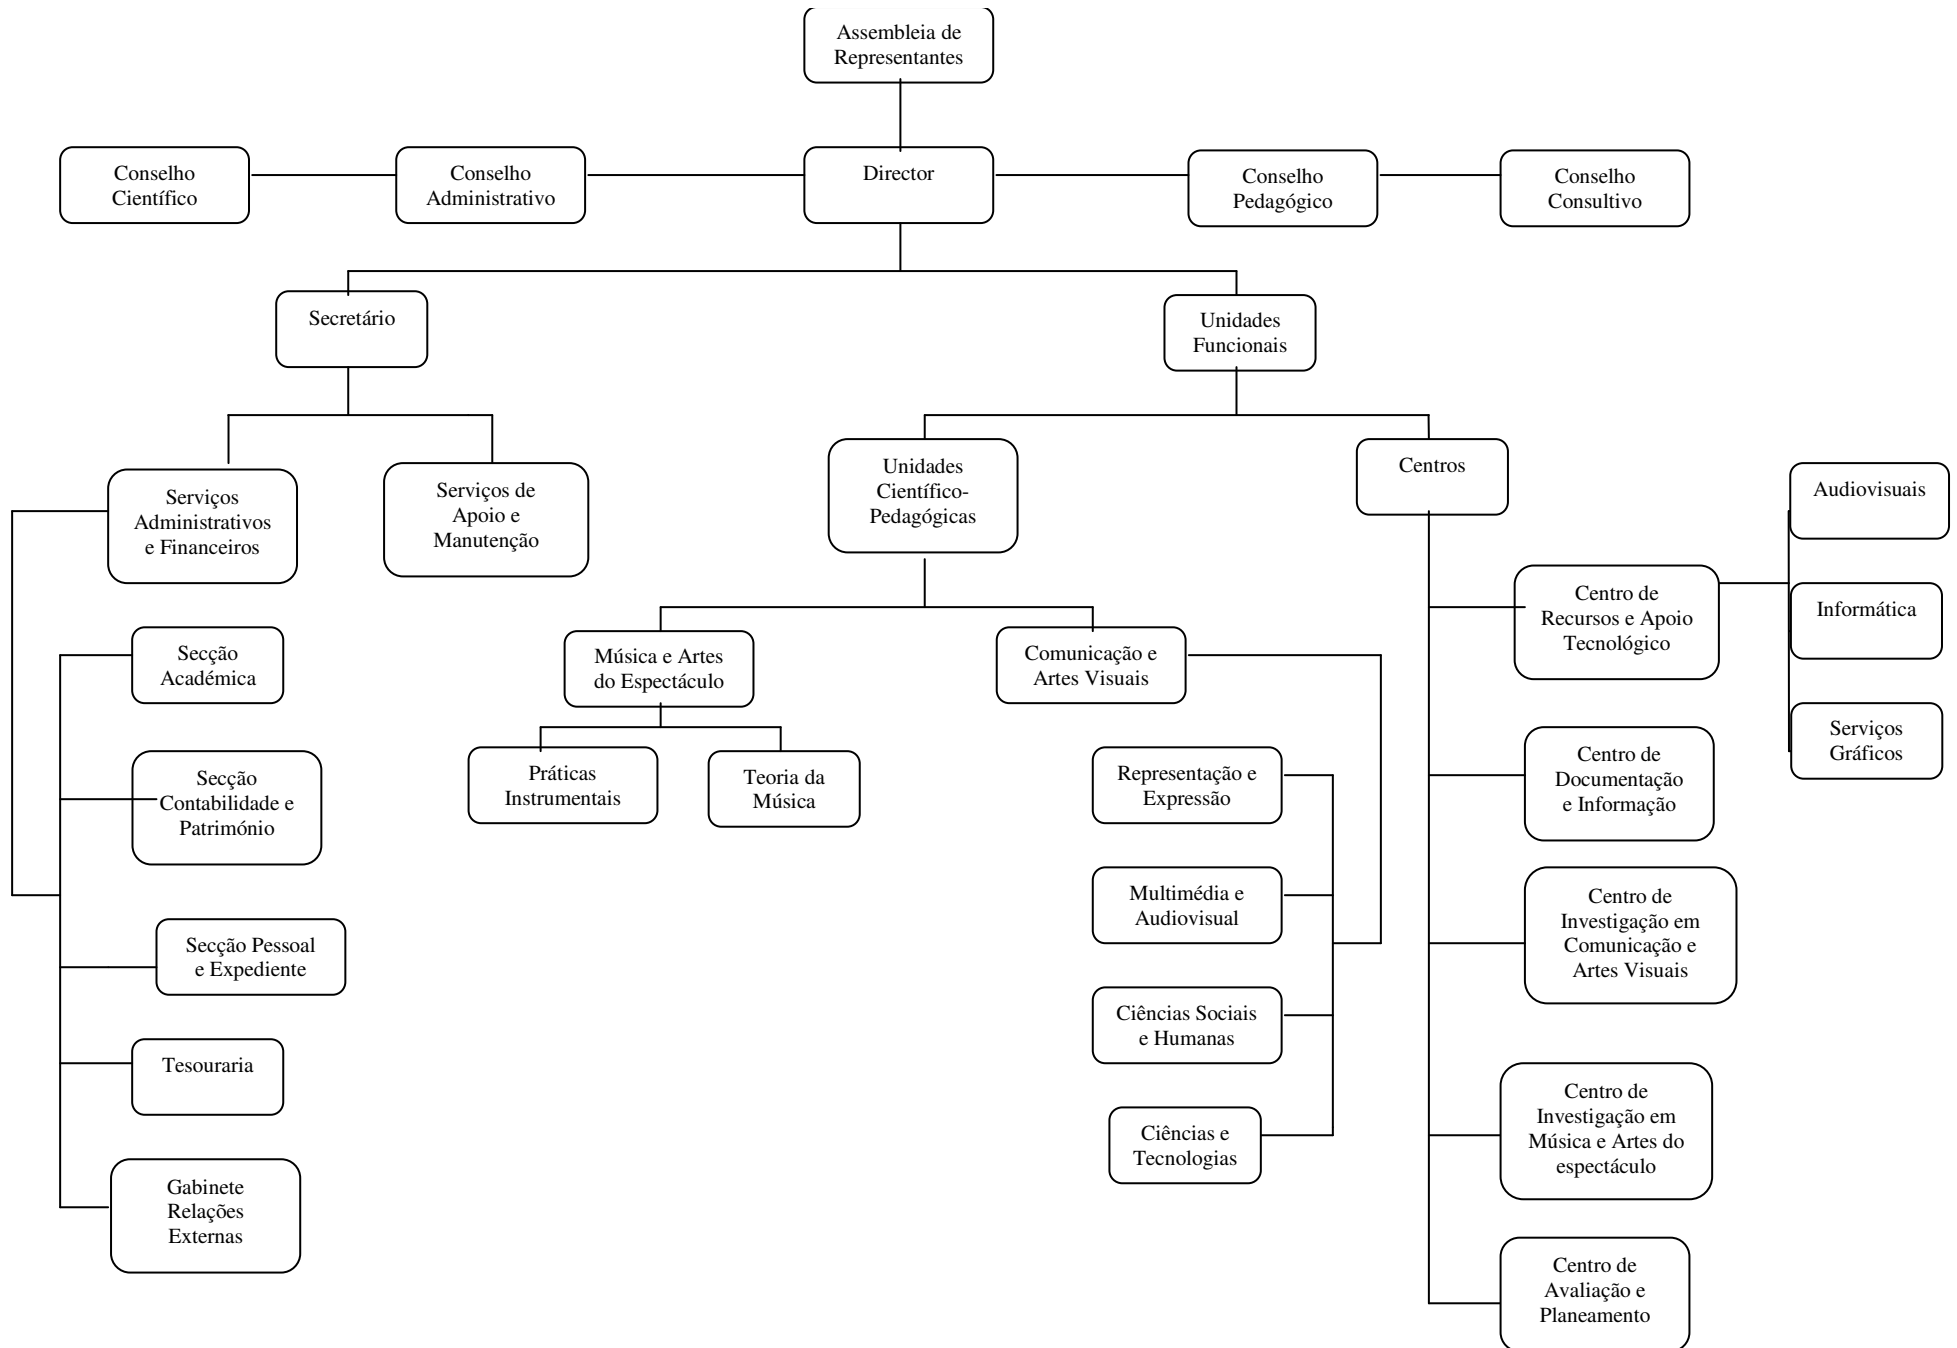 Assembleia de
Representantes
Conselho
Científico
Conselho
Administrativo
Director
Conselho
Pedagógico
Conselho
Consultivo
Secretário
Unidades
Funcionais
Serviços
Administrativos
e Financeiros
Serviços de
Apoio e
Manutenção
Unidades
Científico-
Pedagógicas
Centros
Audiovisuais
Informática
Serviços
Gráficos
Centro de
Recursos e Apoio
Tecnológico
Secção
Académica
Música e Artes
do Espectáculo
Comunicação e
Artes Visuais
Secção
Contabilidade e
Património
Práticas
Instrumentais
Teoria da
Música
Representação e
Expressão
Centro de
Documentação
e Informação
Multimédia e
Audiovisual
Centro de
Investigação em
Comunicação e
Artes Visuais
Secção Pessoal
e Expediente
Ciências Sociais
e Humanas
Tesouraria
Centro de
Investigação em
Música e Artes do
espectáculo
Ciências e
Tecnologias
Gabinete
Relações
Externas
Centro de
Avaliação e
Planeamento